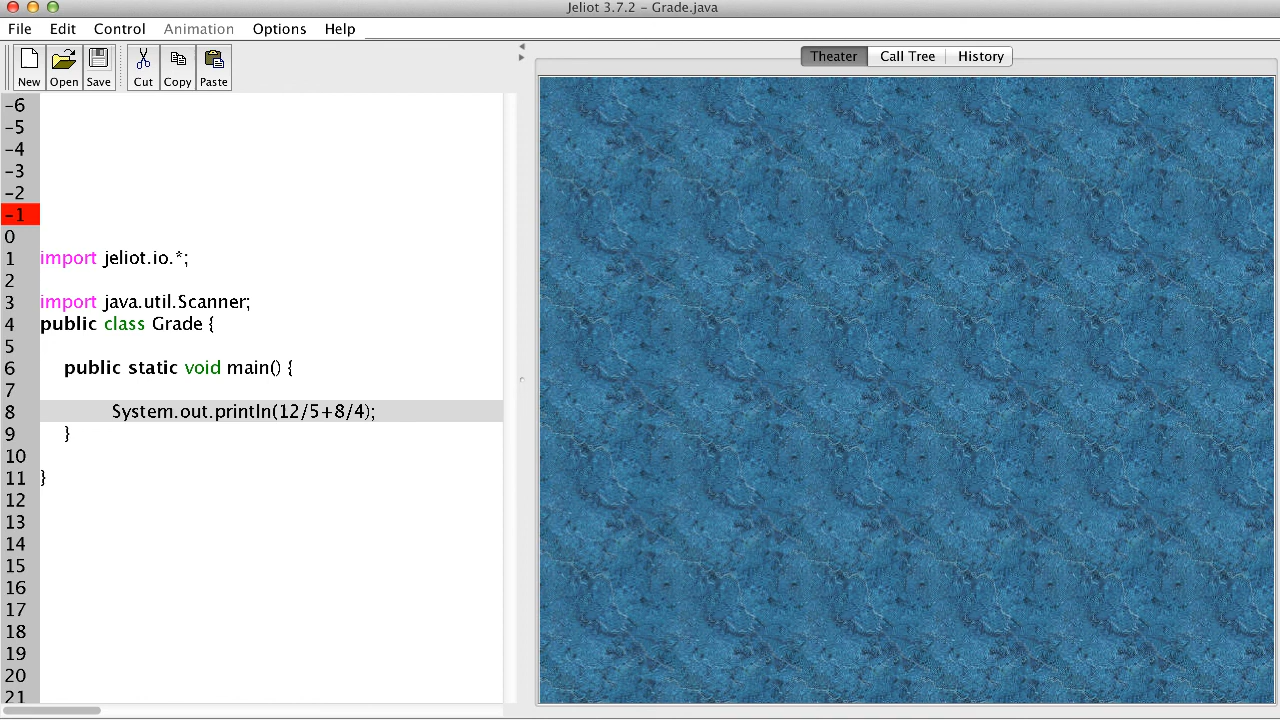 Jeliot 3.7.2 – Grade.java
File Edit Control Animation Options Help
New Open Save Cut Copy Paste
Theater Call Tree History
-6
-5
-4
-3
-2
-1
0
1 import jeliot.io.*;
2
3 import java.util.Scanner;
4 public class Grade {
5
6 public static void main() {
7
8 System.out.println(12/5+8/4);
9 }
10
11 }
12
13
14
15
16
17
18
19
20
21